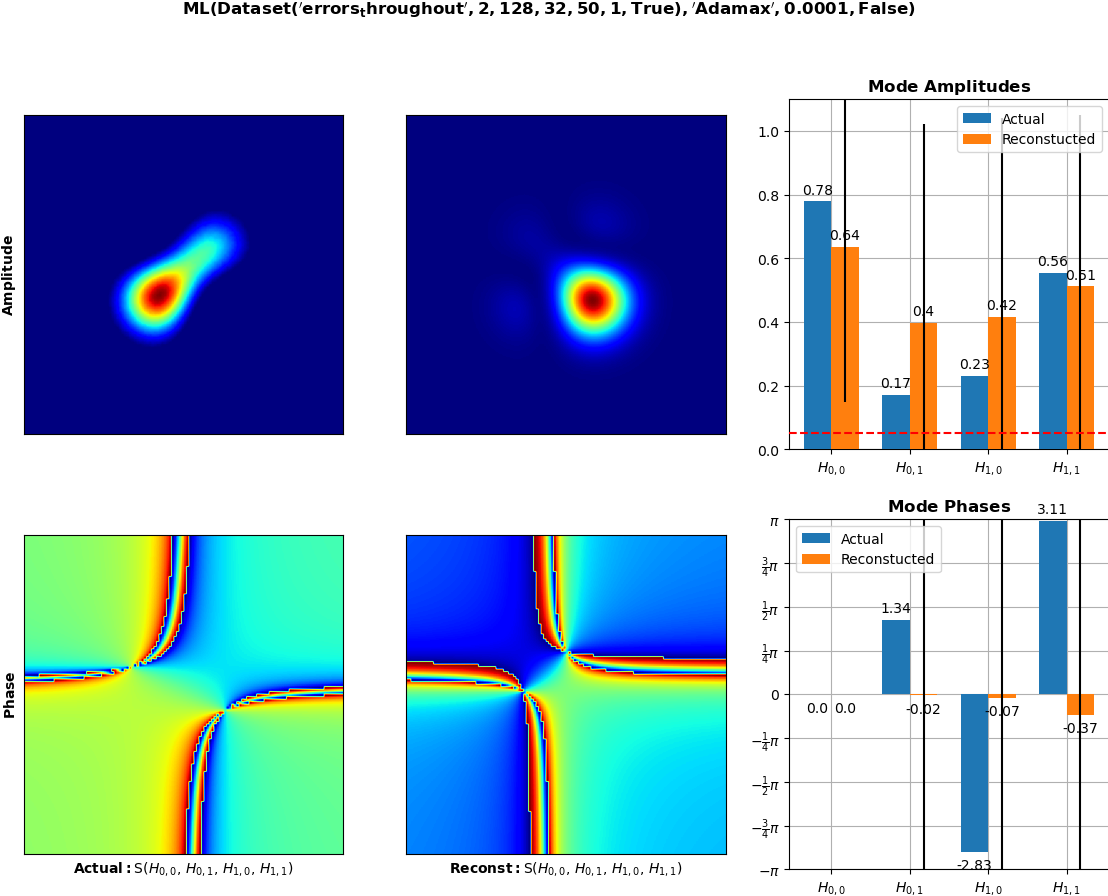 ML(Dataset('errors_throughout', 2, 128, 32, 50, 1, True), 'Adamax', 0.0001, False)
Amplitude
Mode Amplitudes
Actual
Reconstucted
1.0
0.8
0.6
0.4
0.2
0.0
0.78
0.64
0.17
0.4
0.23
0.42
0.56
0.51
H0,0
H0,1
H1,0
H1,1
Phase
Actual: S(H0,0, H0,1, H1,0, H1,1)
Reconst: S(H0,0, H0,1, H1,0, H1,1)
Mode Phases
Actual
Reconstucted
π
3/4π
1/2π
1/4π
0
−1/4π
−1/2π
−3/4π
−π
0.0
0.0
1.34
-0.02
-2.83
-0.07
3.11
-0.37
H0,0
H0,1
H1,0
H1,1